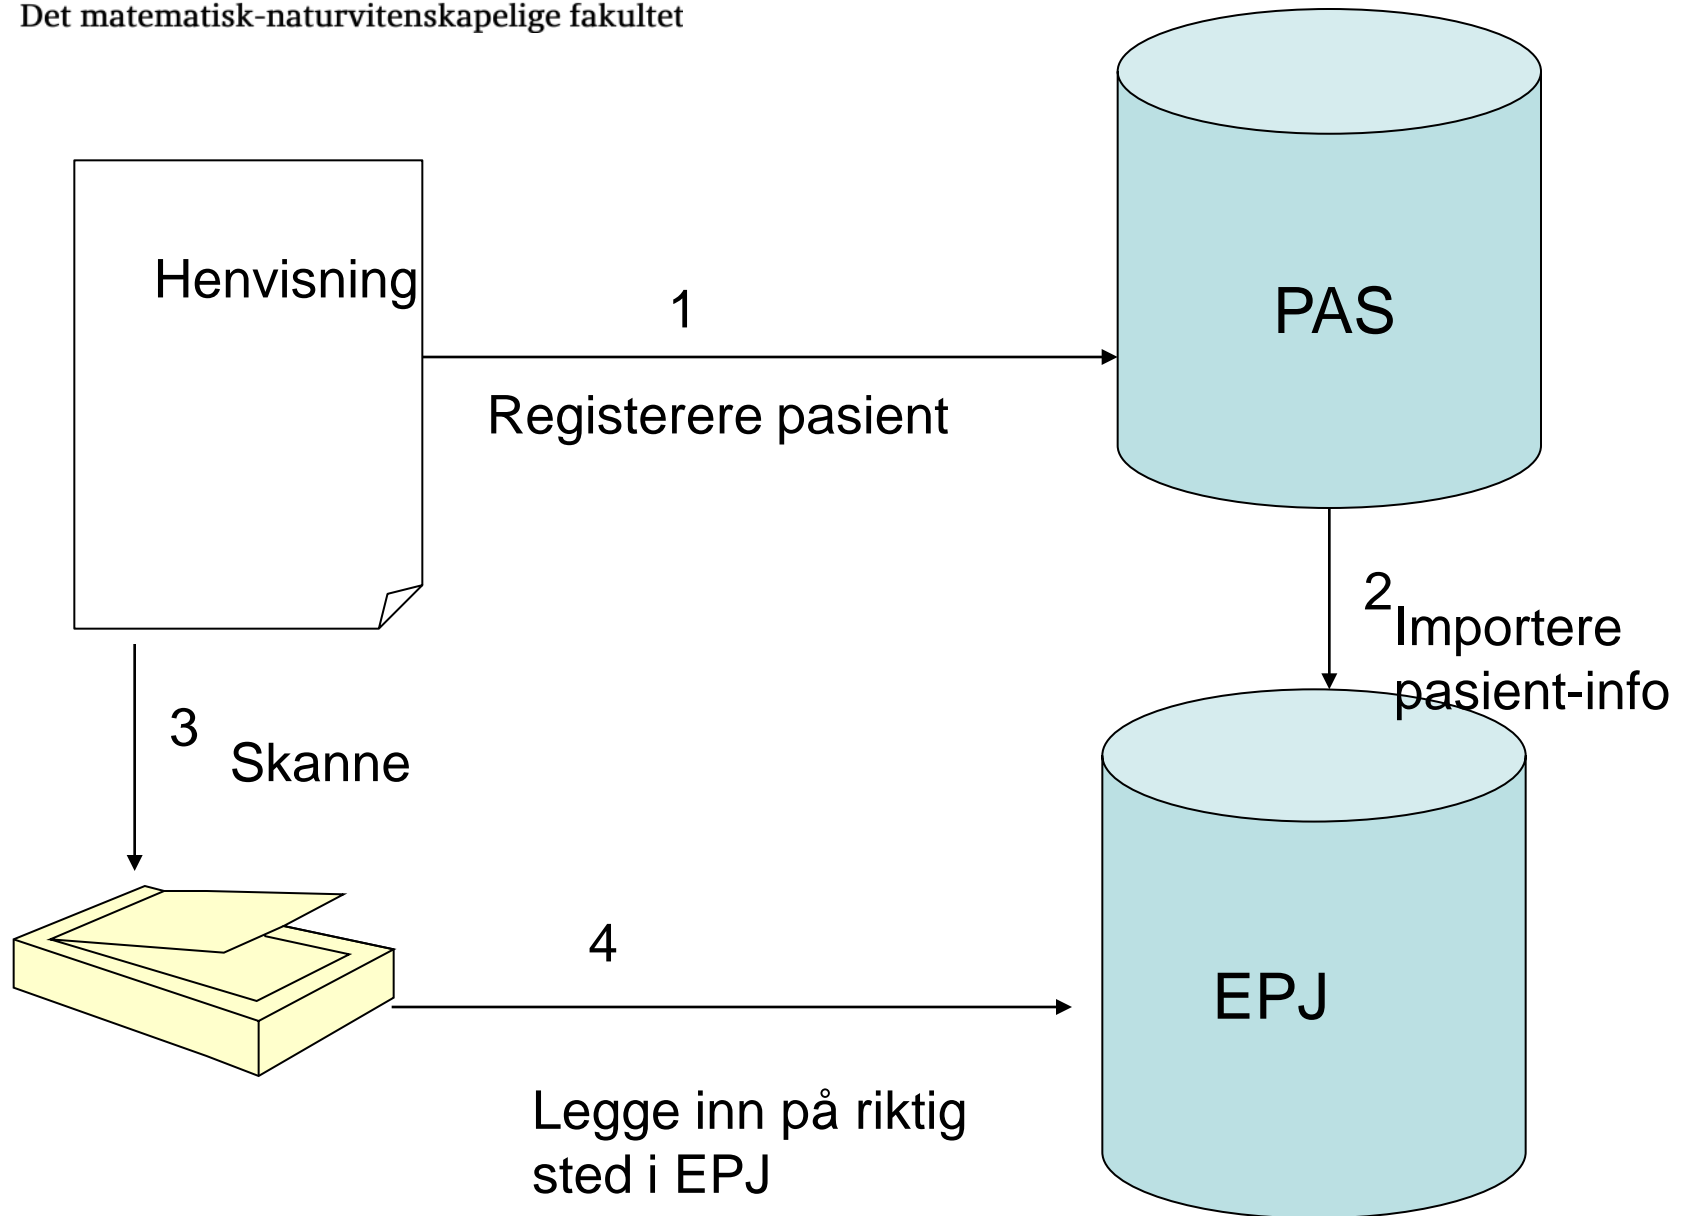 Det matematisk-naturvitenskapelige fakultet
Henvisning
1
PAS
Registerere pasient
2
Importere
pasient-info
3
Skanne
4
EPJ
Legge inn på riktig
sted i EPJ